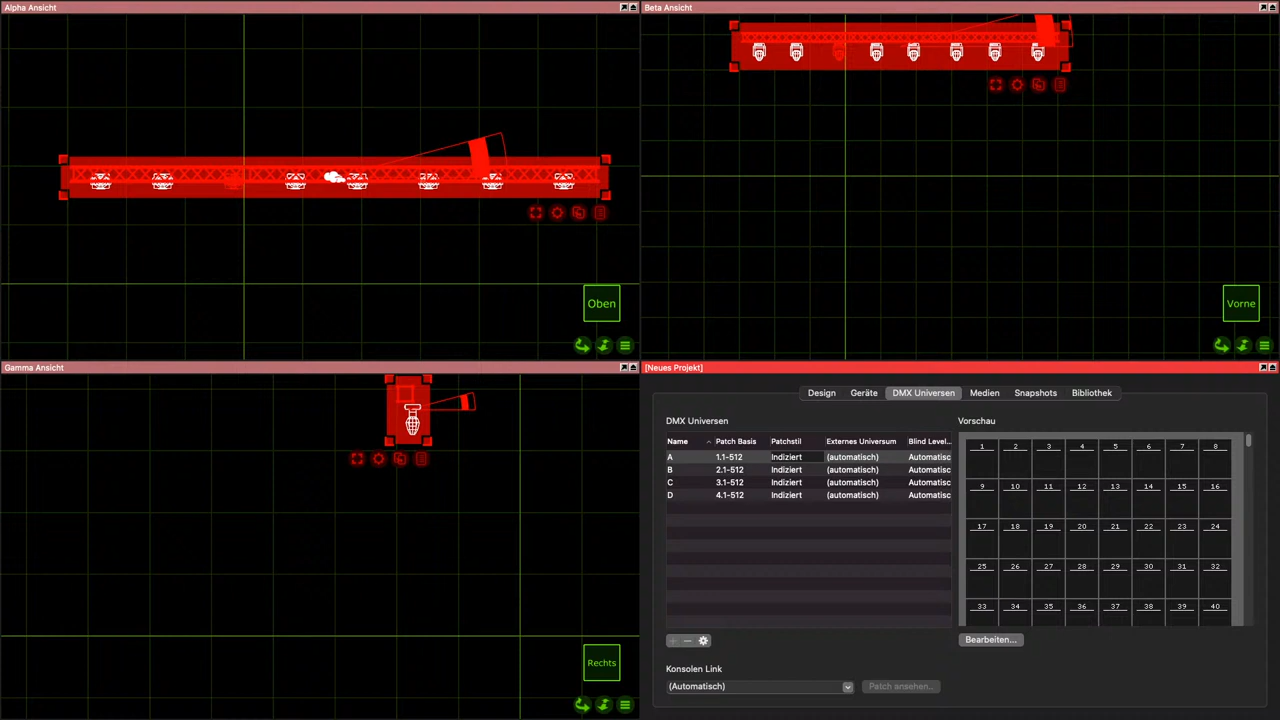 Alpha Ansicht
Oben
Beta Ansicht
Vorne
Gamma Ansicht
Rechts
[Neues Projekt]
Design Geräte DMX Universen Medien Snapshots Bibliothek
DMX Universen
Name Patch Basis Patchstil Externes Universum Blind Level...
A 1.1-512 Indiziert (automatisch) Automatisc
B 2.1-512 Indiziert (automatisch) Automatisc
C 3.1-512 Indiziert (automatisch) Automatisc
D 4.1-512 Indiziert (automatisch) Automatisc
Konsolen Link
(Automatisch) Patch ansehen...
Vorschau
1 2 3 4 5 6 7 8
9 10 11 12 13 14 15 16
17 18 19 20 21 22 23 24
25 26 27 28 29 30 31 32
33 34 35 36 37 38 39 40
Bearbeiten...